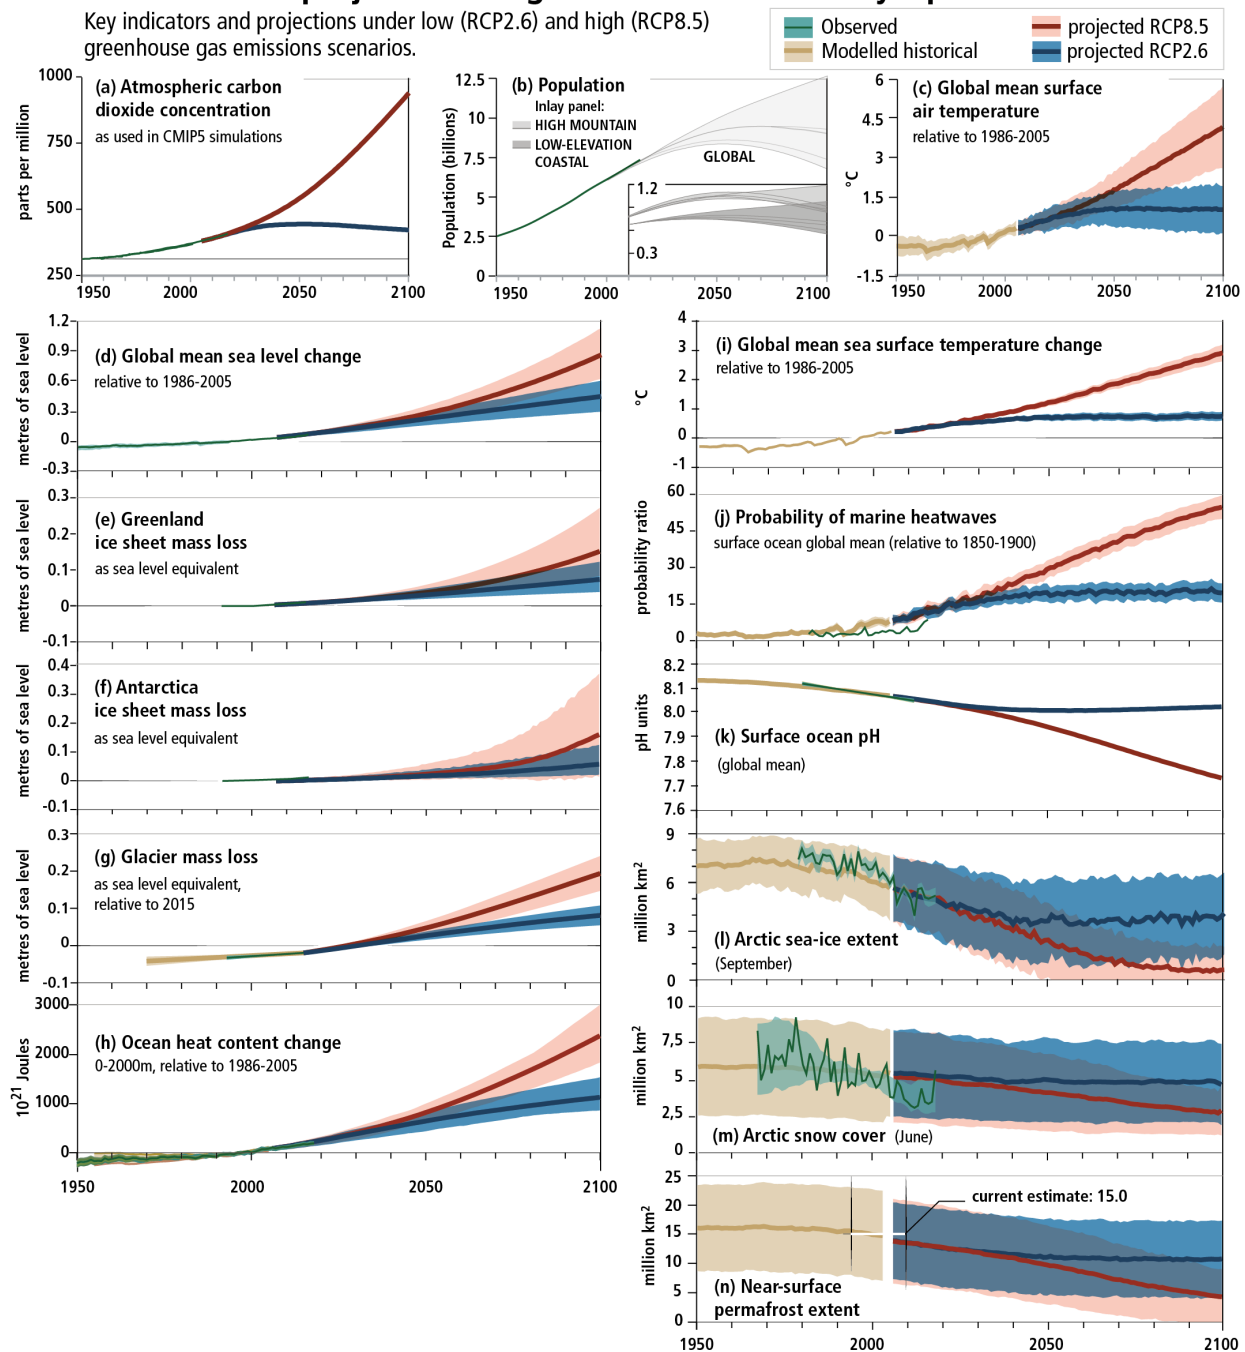 Key indicators and projections under low (RCP2.6) and high (RCP8.5)
greenhouse gas emissions scenarios.
Observed
Modelled historical
projected RCP8.5
projected RCP2.6
(a) Atmospheric carbon
dioxide concentration
as used in CMIP5 simulations
parts per million
1000
750
500
250
1950 2000 2050 2100
(b) Population
Inlay panel:
HIGH MOUNTAIN
LOW-ELEVATION
COASTAL
GLOBAL
Population (billions)
12.5
10
7.5
5
2.5
0
1.2
0.3
1950 2000 2050 2100
(c) Global mean surface
air temperature
relative to 1986-2005
°C
6
4.5
3
1.5
0
-1.5
1950 2000 2050 2100
(d) Global mean sea level change
relative to 1986-2005
metres of sea level
1.2
0.9
0.6
0.3
0
-0.3
(e) Greenland
ice sheet mass loss
as sea level equivalent
metres of sea level
0.3
0.2
0.1
0
-0.1
(f) Antarctica
ice sheet mass loss
as sea level equivalent
metres of sea level
0.4
0.3
0.2
0.1
0
-0.1
(g) Glacier mass loss
as sea level equivalent,
relative to 2015
metres of sea level
0.3
0.2
0.1
0
-0.1
(h) Ocean heat content change
0-2000m, relative to 1986-2005
10²¹ Joules
3000
2000
1000
0
1950 2000 2050 2100
(i) Global mean sea surface temperature change
relative to 1986-2005
°C
4
3
2
1
0
-1
(j) Probability of marine heatwaves
surface ocean global mean (relative to 1850-1900)
probability ratio
60
45
30
15
0
(k) Surface ocean pH
(global mean)
pH units
8.2
8.1
8.0
7.9
7.8
7.7
7.6
(l) Arctic sea-ice extent
(September)
million km²
9
6
3
0
(m) Arctic snow cover (June)
million km²
10
7,5
5
2,5
0
(n) Near-surface
permafrost extent
current estimate: 15.0
million km²
25
20
15
10
5
0
1950 2000 2050 2100